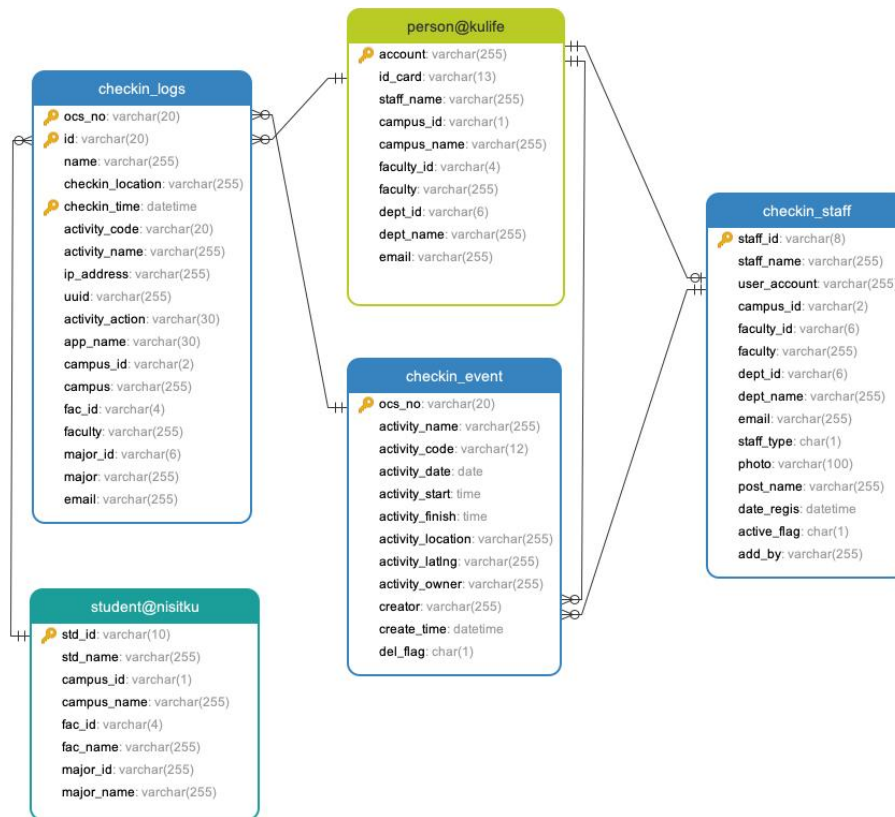 person@kulife
account: varchar(255)
id_card: varchar(13)
staff_name: varchar(255)
campus_id: varchar(1)
campus_name: varchar(255)
faculty_id: varchar(4)
faculty: varchar(255)
dept_id: varchar(6)
dept_name: varchar(255)
email: varchar(255)
checkin_logs
ocs_no: varchar(20)
id: varchar(20)
name: varchar(255)
checkin_location: varchar(255)
checkin_time: datetime
activity_code: varchar(20)
activity_name: varchar(255)
ip_address: varchar(255)
uuid: varchar(255)
activity_action: varchar(30)
app_name: varchar(30)
campus_id: varchar(2)
campus: varchar(255)
fac_id: varchar(4)
faculty: varchar(255)
major_id: varchar(6)
major: varchar(255)
email: varchar(255)
checkin_staff
staff_id: varchar(8)
staff_name: varchar(255)
user_account: varchar(255)
campus_id: varchar(2)
faculty_id: varchar(6)
faculty: varchar(255)
dept_id: varchar(6)
dept_name: varchar(255)
email: varchar(255)
staff_type: char(1)
photo: varchar(100)
post_name: varchar(255)
date_regis: datetime
active_flag: char(1)
add_by: varchar(255)
checkin_event
ocs_no: varchar(20)
activity_name: varchar(255)
activity_code: varchar(12)
activity_date: date
activity_start: time
activity_finish: time
activity_location: varchar(255)
activity_latlng: varchar(255)
activity_owner: varchar(255)
creator: varchar(255)
create_time: datetime
del_flag: char(1)
student@nisitku
std_id: varchar(10)
std_name: varchar(255)
campus_id: varchar(1)
campus_name: varchar(255)
fac_id: varchar(4)
fac_name: varchar(255)
major_id: varchar(255)
major_name: varchar(255)